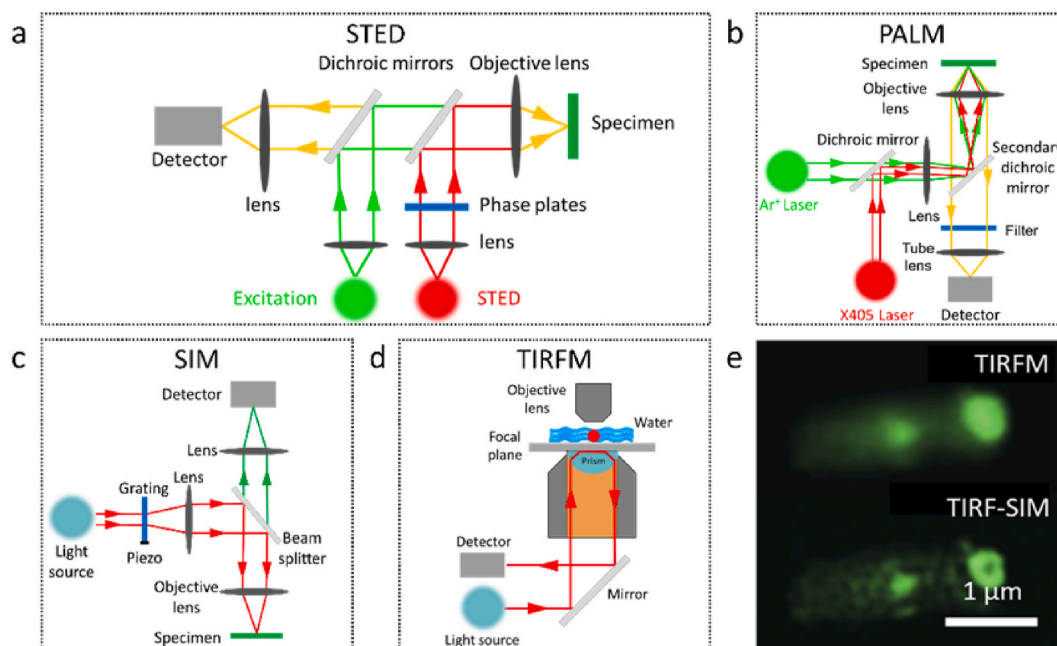 a
STED
Dichroic mirrors
Objective lens
Detector
lens
Specimen
Phase plates
lens
Excitation
STED
b
PALM
Specimen
Objective
lens
Dichroic mirror
Secondary
dichroic
mirror
Ar+ Laser
Lens
Filter
Tube
lens
X405 Laser
Detector
c
SIM
Detector
Lens
Lens
Grating
Light
source
Piezo
Beam
splitter
Objective
lens
Specimen
d
TIRFM
Objective
lens
Water
Focal
plane
Prism
Detector
Mirror
Light source
e
TIRFM
TIRF-SIM
1 μm